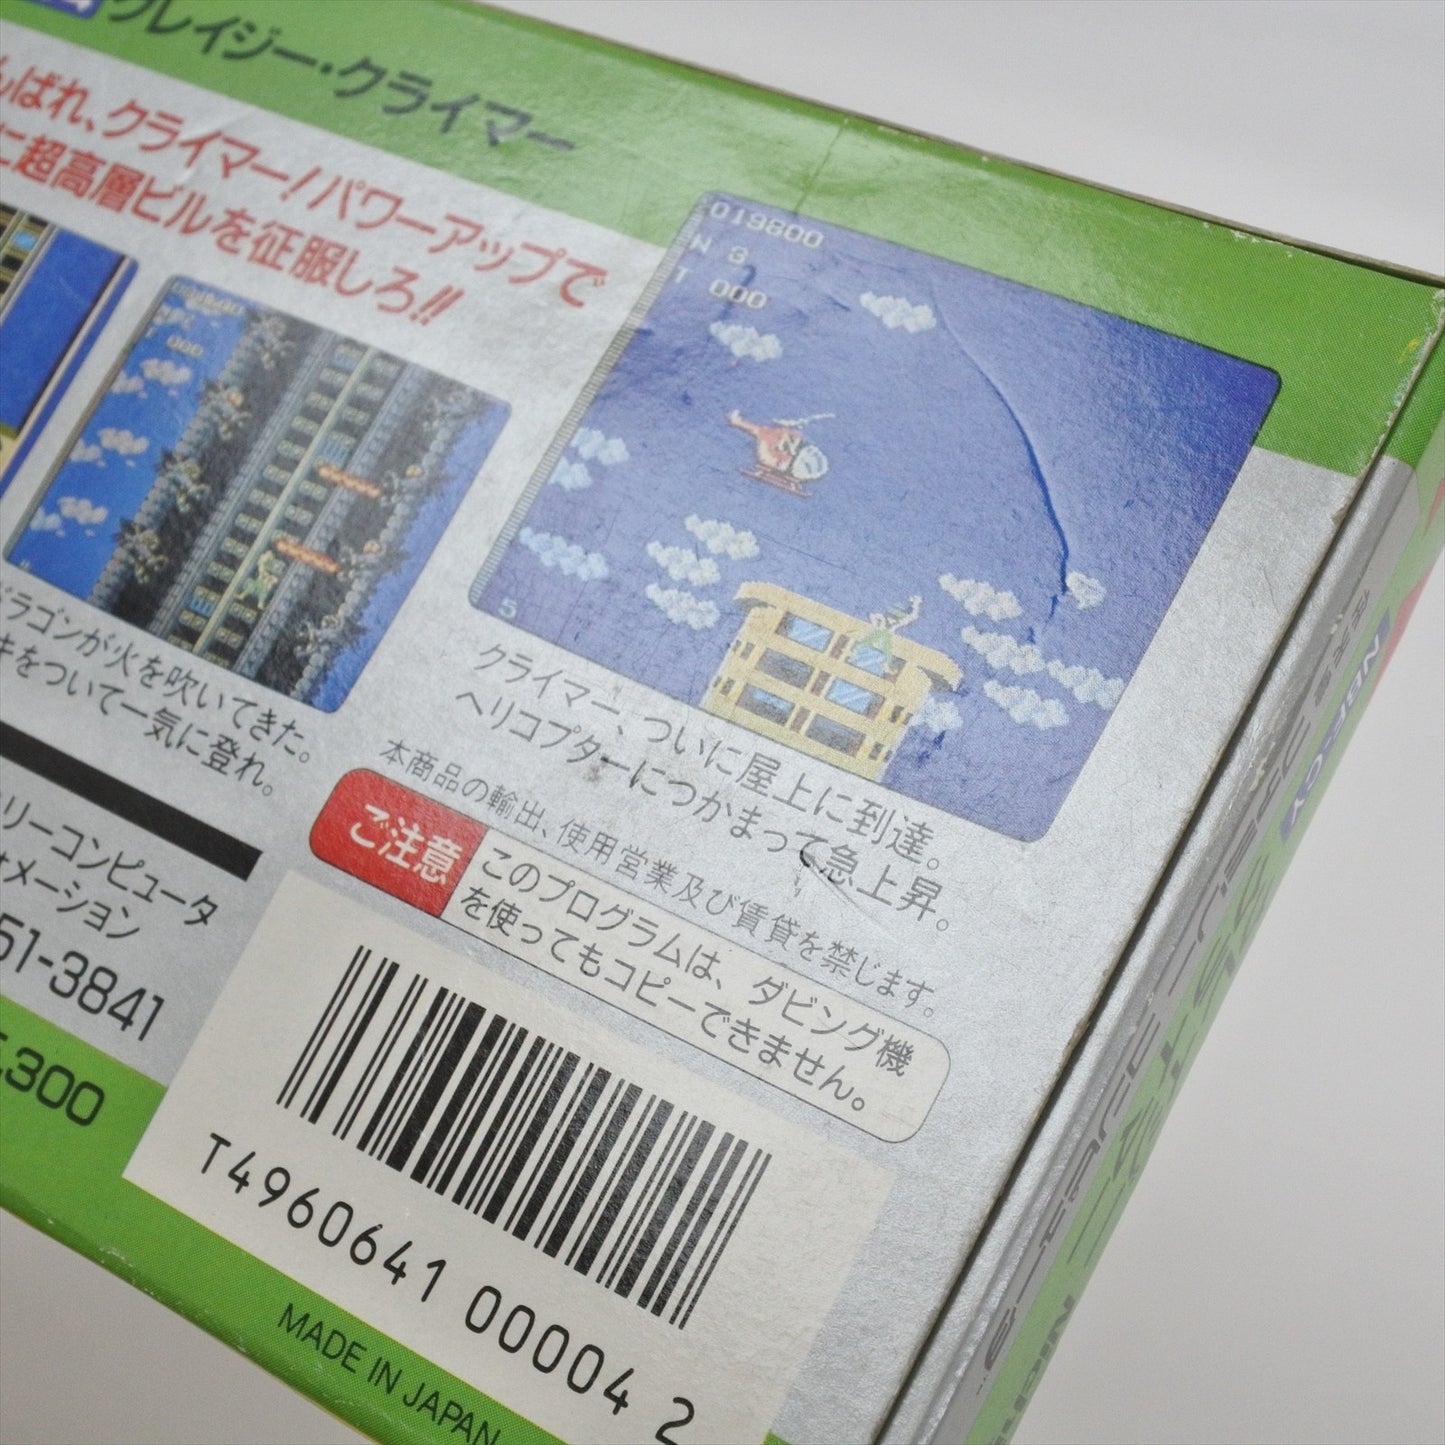 クレイジー・クライマー
んばれ、クライマー!パワーアップで
に超高層ビルを征服しろ!!
019800
N 3
T 000
000
5
ドラゴンが火を吹いてきた。
キをついて一気に登れ。
クライマー、ついに屋上に到達。
ヘリコプターにつかまって急上昇。
本商品の輸出、使用営業及び賃貸を禁じます。
ご注意
このプログラムは、ダビング機
を使ってもコピーできません。
リーコンピュータ
メーション
51-3841
,300
T4960641 00004 2
MADE IN JAPAN